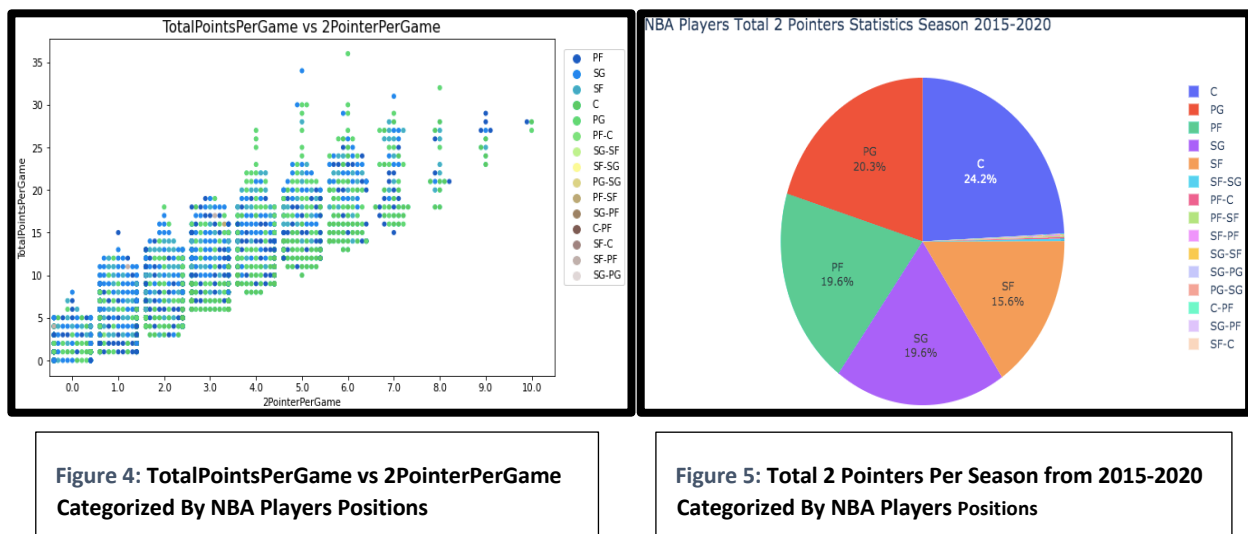 TotalPointsPerGame vs 2PointerPerGame
TotalPointsPerGame
35
30
25
20
15
10
5
0
0.0 1.0 2.0 3.0 4.0 5.0 6.0 7.0 8.0 9.0 10.0
2PointerPerGame
PF
SG
SF
C
PG
PF-C
SG-SF
SF-SG
PG-SG
PF-SF
SG-PF
C-PF
SF-C
SF-PF
SG-PG
NBA Players Total 2 Pointers Statistics Season 2015-2020
C
24.2%
PG
20.3%
PF
19.6%
SG
19.6%
SF
15.6%
C
PG
PF
SG
SF
SF-SG
PF-C
PF-SF
SF-PF
SG-SF
SG-PG
PG-SG
C-PF
SG-PF
SF-C
Figure 4: TotalPointsPerGame vs 2PointerPerGame
Categorized By NBA Players Positions
Figure 5: Total 2 Pointers Per Season from 2015-2020
Categorized By NBA Players Positions